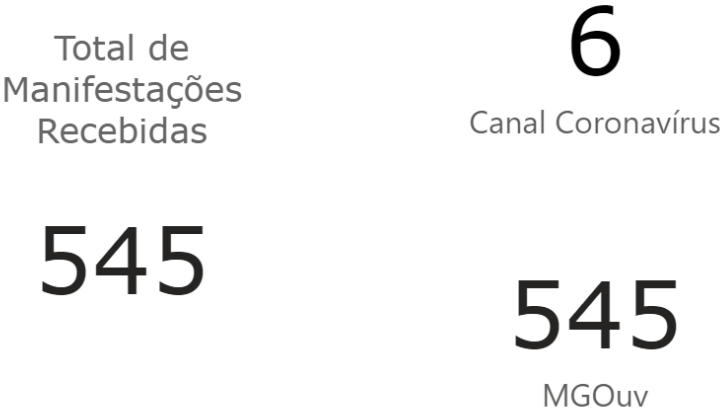 Total de
Manifestações
Recebidas
545
6
Canal Coronavírus
545
MGOuv